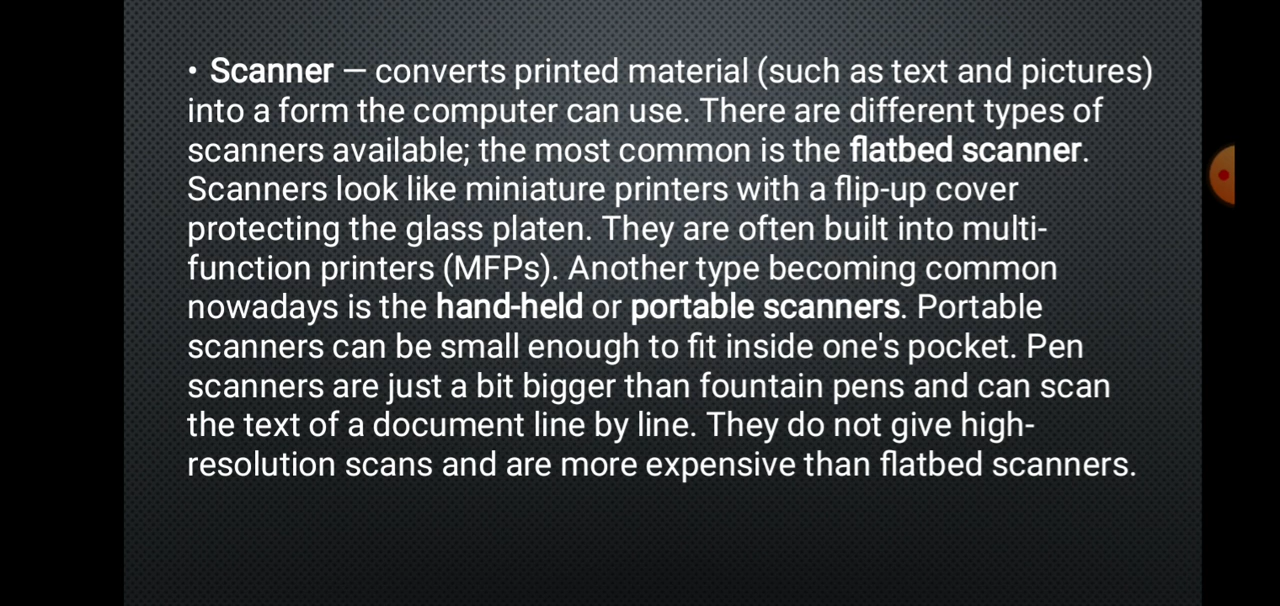 • Scanner – converts printed material (such as text and pictures)
into a form the computer can use. There are different types of
scanners available; the most common is the flatbed scanner.
Scanners look like miniature printers with a flip-up cover
protecting the glass platen. They are often built into multi-
function printers (MFPs). Another type becoming common
nowadays is the hand-held or portable scanners. Portable
scanners can be small enough to fit inside one's pocket. Pen
scanners are just a bit bigger than fountain pens and can scan
the text of a document line by line. They do not give high-
resolution scans and are more expensive than flatbed scanners.